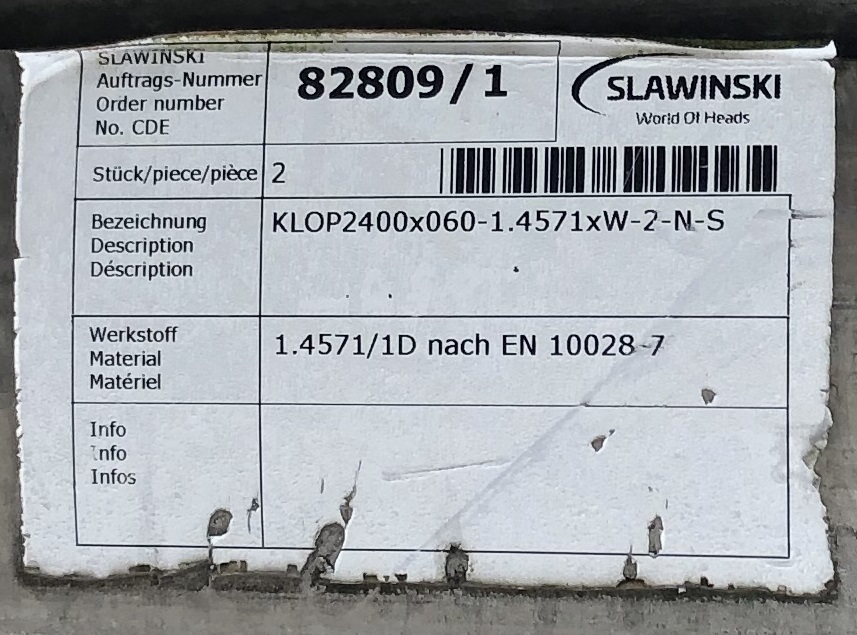 SLAWINSKI
Auftrags-Nummer
Order number
No. CDE
82809/1
SLAWINSKI
World Of Heads
Stück/piece/pièce
2
Bezeichnung
Description
Déscription
KLOP2400x060-1.4571xW-2-N-S
Werkstoff
Material
Matériel
1.4571/1D nach EN 10028-7
Info
Info
Infos